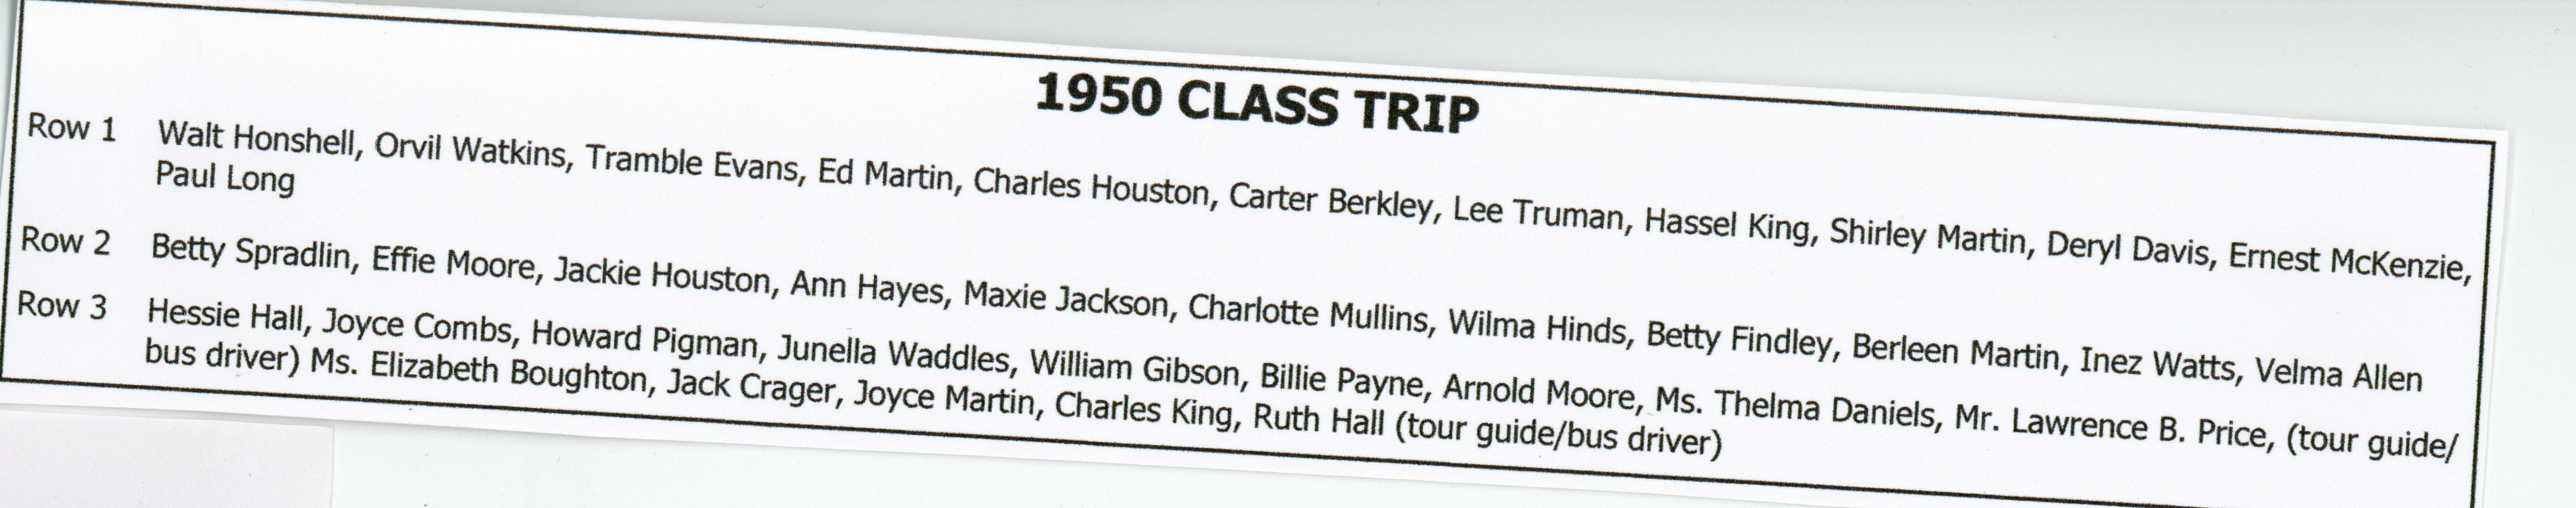 1950 CLASS TRIP
Row 1 Walt Honshell, Orvil Watkins, Tramble Evans, Ed Martin, Charles Houston, Carter Berkley, Lee Truman, Hassel King, Shirley Martin, Deryl Davis, Ernest McKenzie,
Paul Long
Row 2 Betty Spradlin, Effie Moore, Jackie Houston, Ann Hayes, Maxie Jackson, Charlotte Mullins, Wilma Hinds, Betty Findley, Berleen Martin, Inez Watts, Velma Allen
Row 3 Hessie Hall, Joyce Combs, Howard Pigman, Junella Waddles, William Gibson, Billie Payne, Arnold Moore, Ms. Thelma Daniels, Mr. Lawrence B. Price, (tour guide/
bus driver) Ms. Elizabeth Boughton, Jack Crager, Joyce Martin, Charles King, Ruth Hall (tour guide/bus driver)